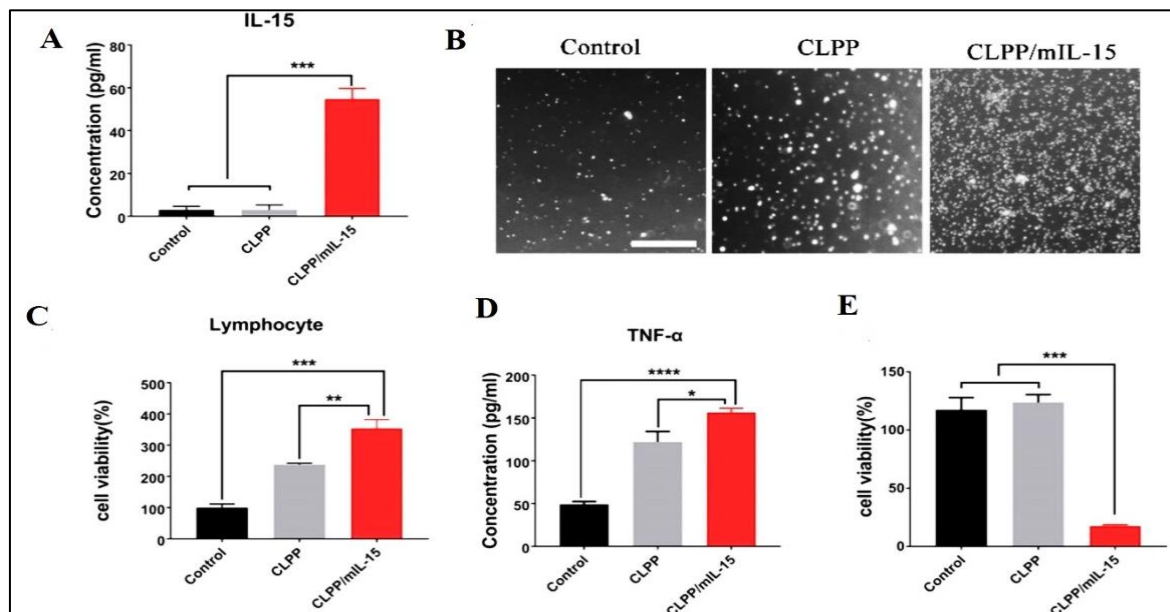 A
IL-15
Concentration (pg/ml)
80
60
40
20
0
***
Control
CLPP
CLPP/mIL-15
B
Control
CLPP
CLPP/mIL-15
C
Lymphocyte
cell viability(%)
500
400
300
200
100
0
***
**
Control
CLPP
CLPP/mIL-15
D
TNF-α
Concentration (pg/ml)
200
150
100
50
0
****
*
Control
CLPP
CLPP/mIL-15
E
cell viability(%)
150
100
50
0
***
Control
CLPP
CLPP/mIL-15